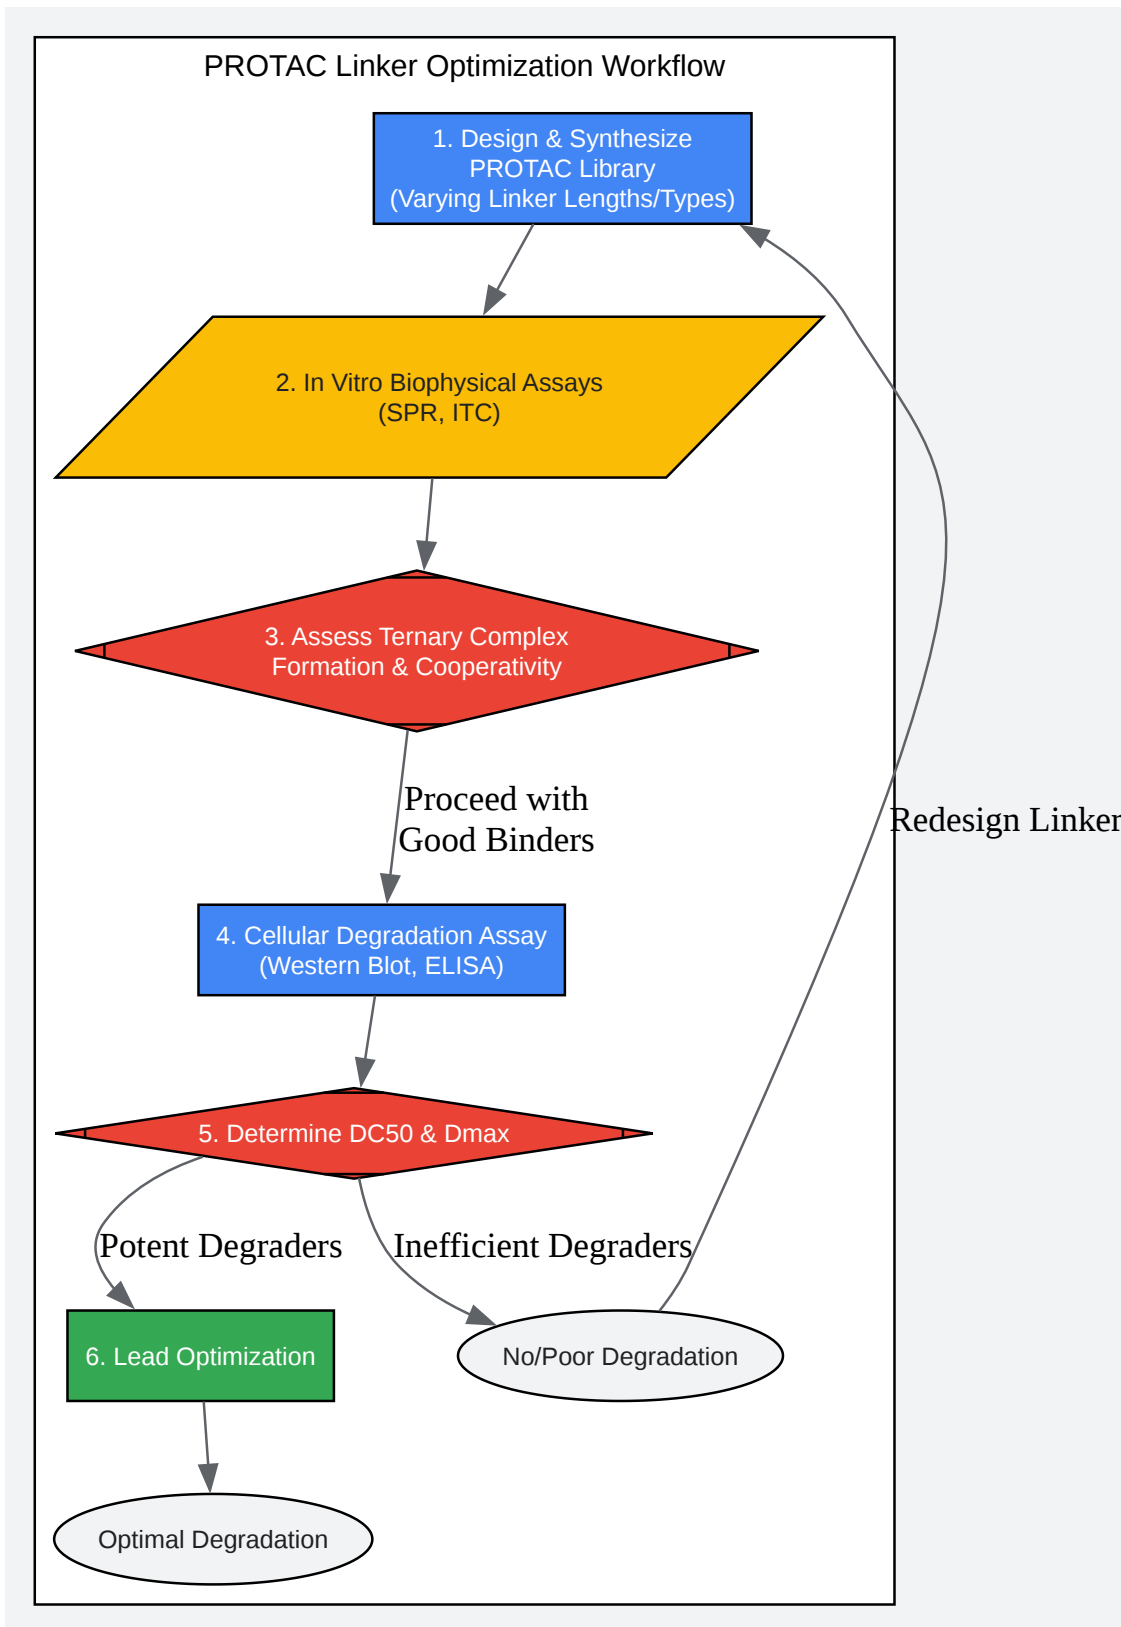 PROTAC Linker Optimization Workflow
1. Design & Synthesize
PROTAC Library
(Varying Linker Lengths/Types)
2. In Vitro Biophysical Assays
(SPR, ITC)
3. Assess Ternary Complex
Formation & Cooperativity
Proceed with
Good Binders
Redesign Linker
4. Cellular Degradation Assay
(Western Blot, ELISA)
5. Determine DC50 & Dmax
Potent Degraders
Inefficient Degraders
6. Lead Optimization
No/Poor Degradation
Optimal Degradation